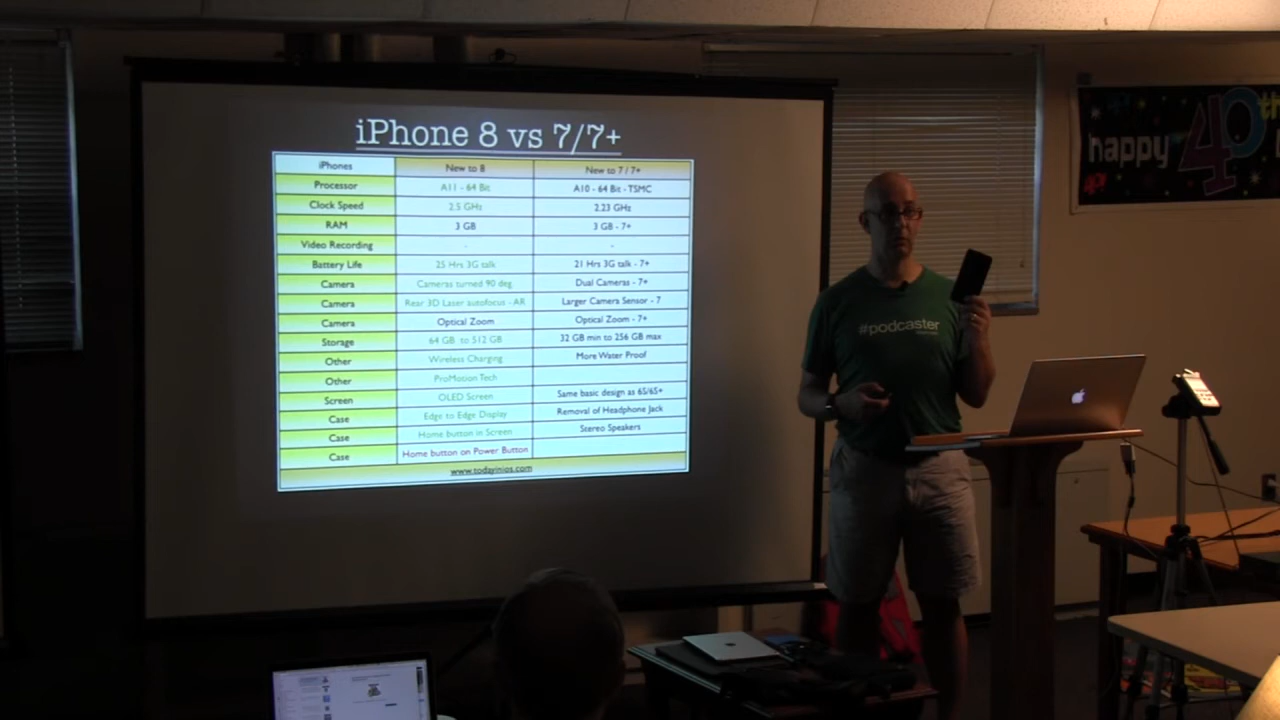 iPhone 8 vs 7/7+
iPhones New to 8 New to 7 / 7+
Processor A11 - 64 Bit A10 - 64 Bit - TSMC
Clock Speed 2.5 GHz 2.23 GHz
RAM 3 GB 3 GB - 7+
Video Recording - -
Battery Life 25 Hrs 3G talk 21 Hrs 3G talk - 7+
Camera Cameras turned 90 deg Dual Cameras - 7+
Camera Rear 3D Laser autofocus - AR Larger Camera Sensor - 7
Camera Optical Zoom Optical Zoom - 7+
Storage 64 GB to 512 GB 32 GB min to 256 GB max
Other Wireless Charging More Water Proof
Other ProMotion Tech
Screen OLED Screen Same basic design as 6S/6S+
Case Edge to Edge Display Removal of Headphone Jack
Case Home button in Screen Stereo Speakers
Case Home button on Power Button
www.todayinios.com
happy 40th
40!
#podcaster